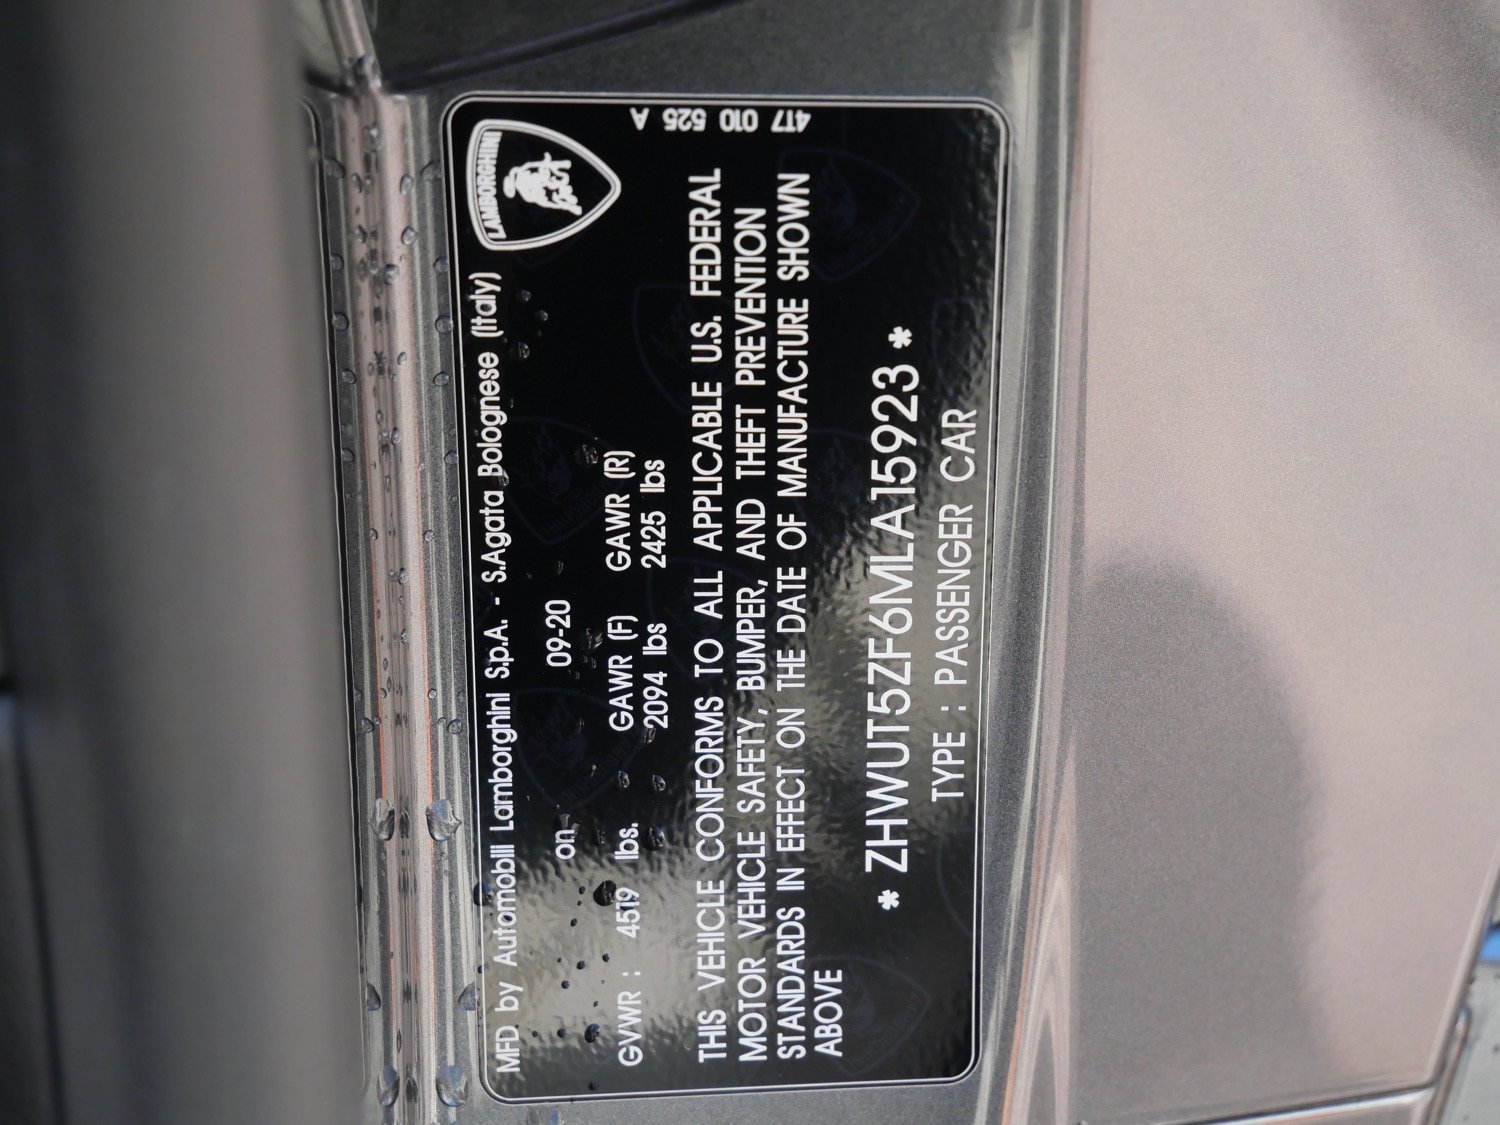 LAMBORGHINI
MFD by Automobili Lamborghini S.p.A. - S.Agata Bolognese (Italy)
on 09-20
GVWR : 4519 lbs. GAWR (F) GAWR (R)
2094 lbs 2425 lbs
THIS VEHICLE CONFORMS TO ALL APPLICABLE U.S. FEDERAL
MOTOR VEHICLE SAFETY, BUMPER, AND THEFT PREVENTION
STANDARDS IN EFFECT ON THE DATE OF MANUFACTURE SHOWN
ABOVE
* ZHWUT5ZF6MLA15923 *
TYPE : PASSENGER CAR
417 010 525 A